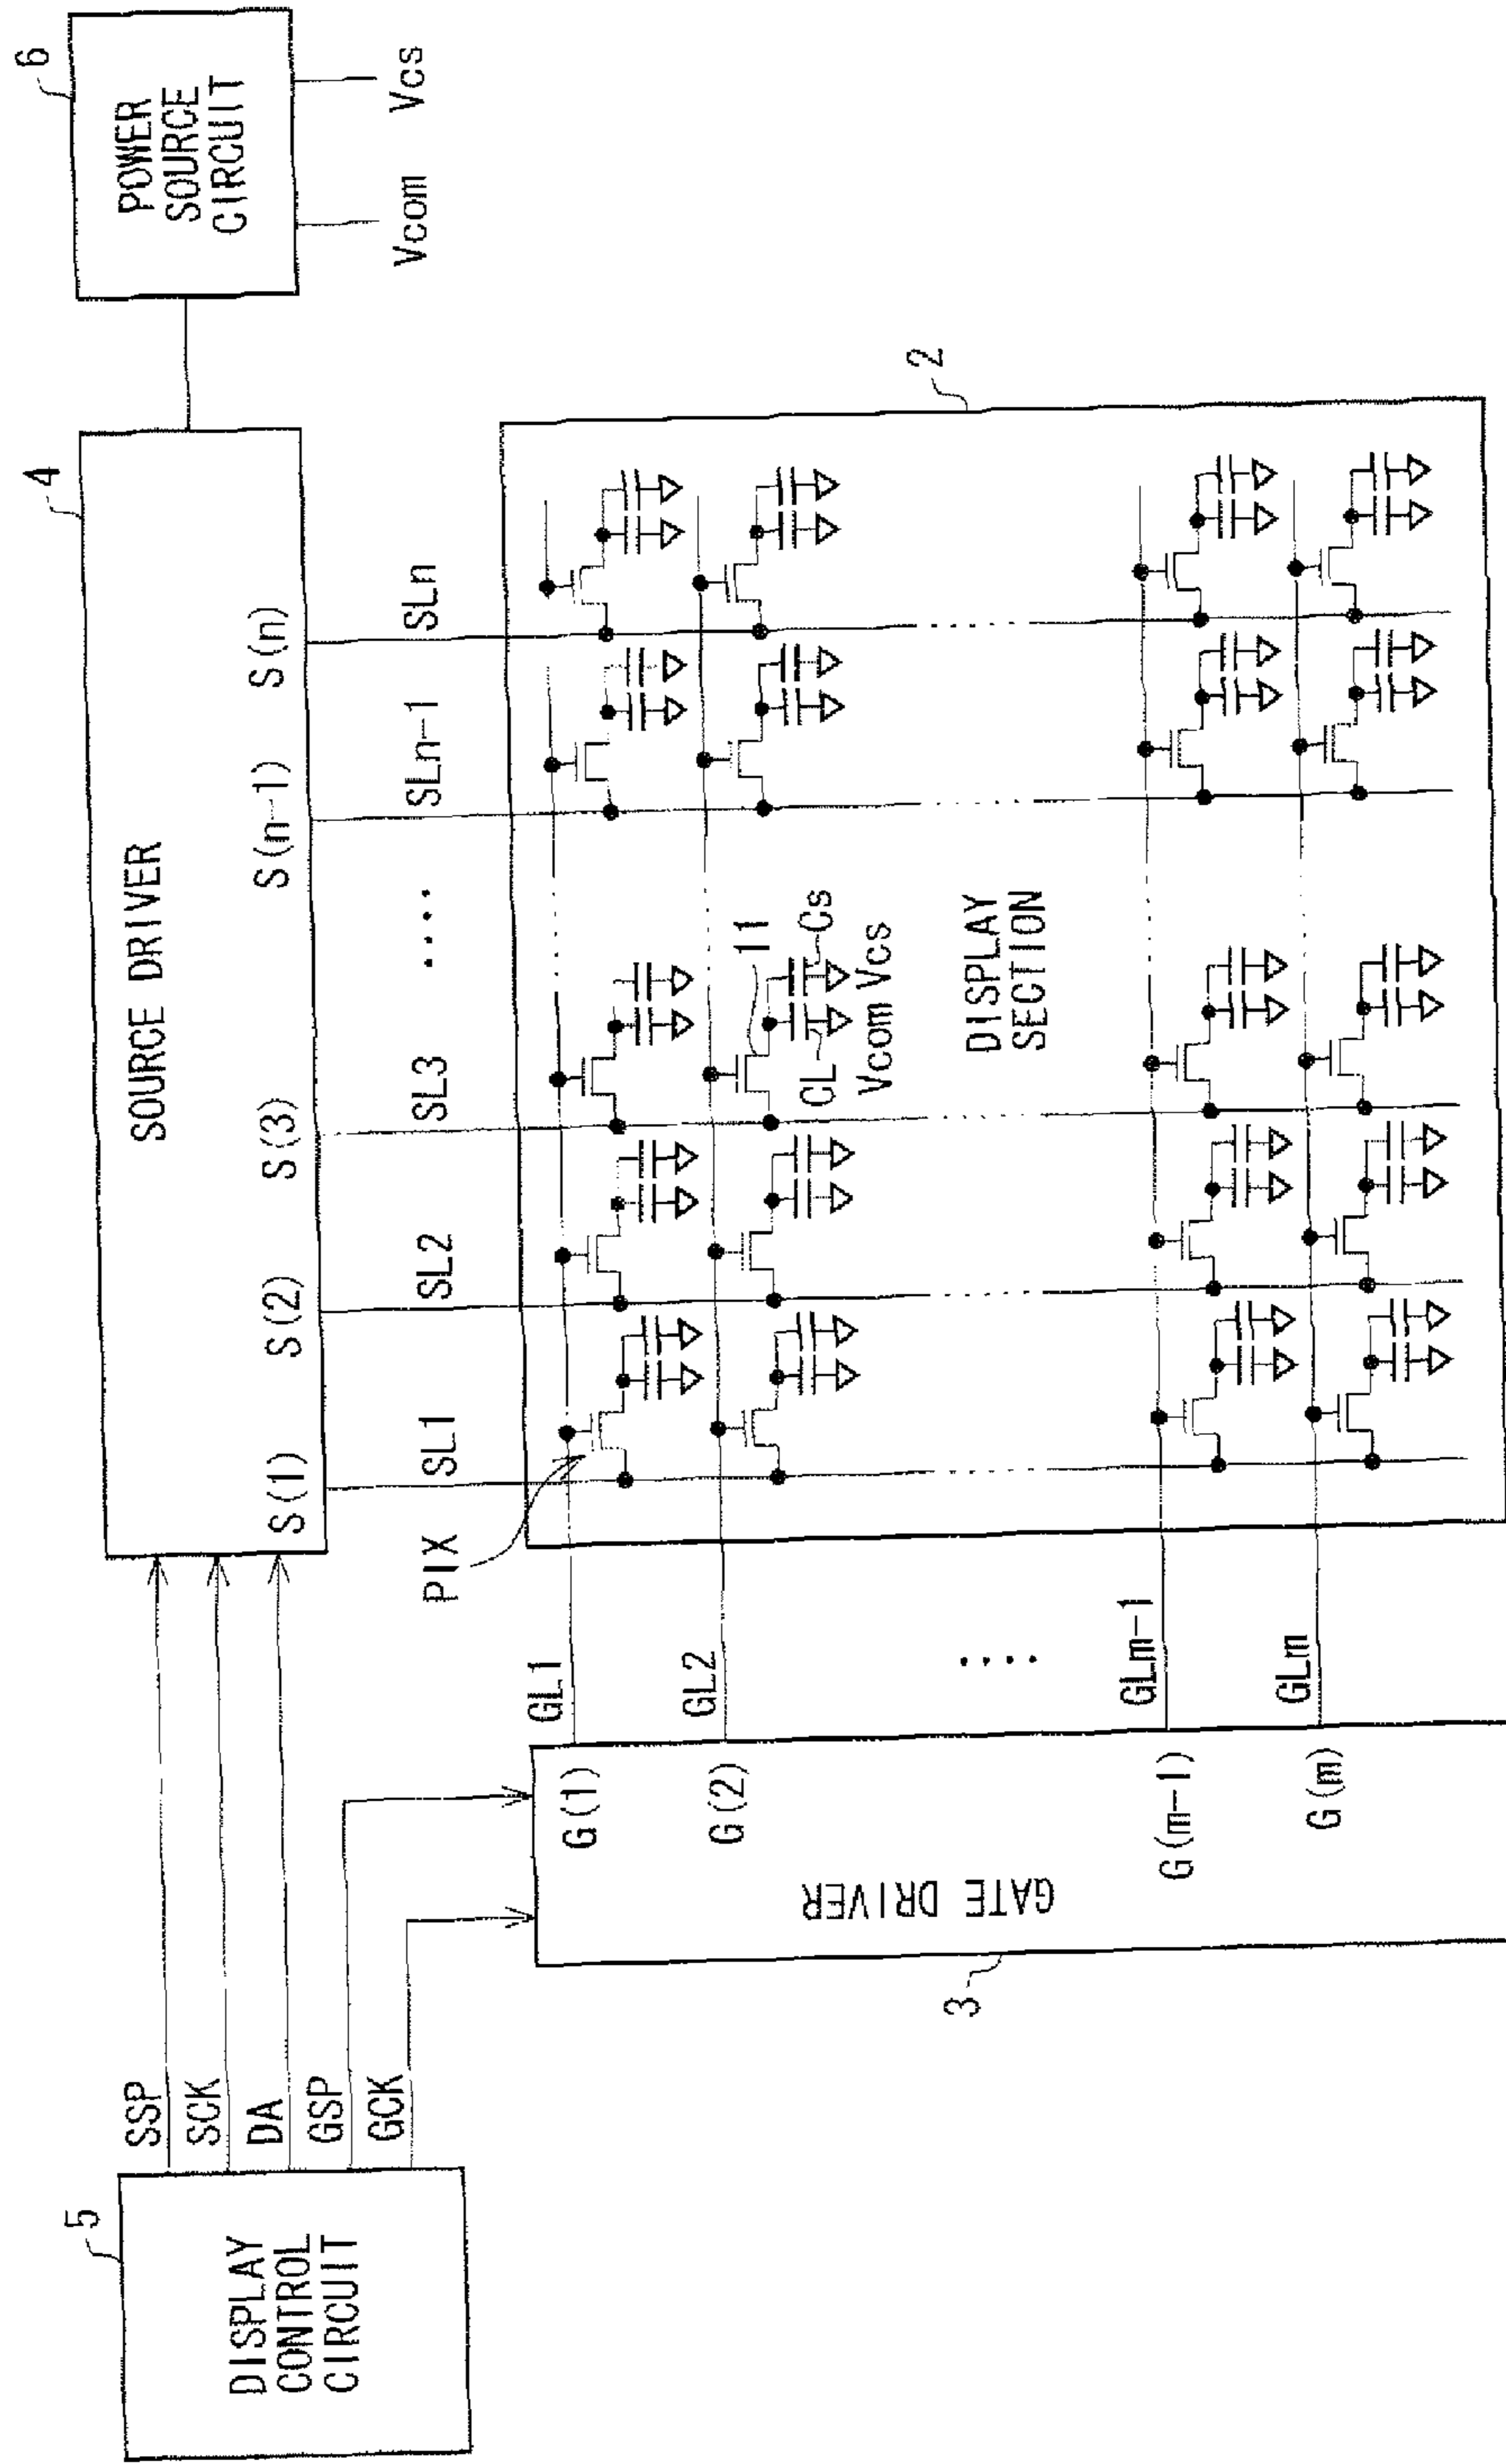 5
DISPLAY
CONTROL
CIRCUIT
SSP
SCK
DA
GSP
GCK
4
SOURCE DRIVER
S(1)
S(2)
S(3)
S(n-1)
S(n)
6
POWER
SOURCE
CIRCUIT
Vcom
Vcs
SL1
SL2
SL3
....
SLn-1
SLn
PIX
2
3
GATE DRIVER
G(1)
G(2)
G(m-1)
G(m)
GL1
GL2
....
GLm-1
GLm
11
CL
Cs
Vcom Vcs
DISPLAY
SECTION